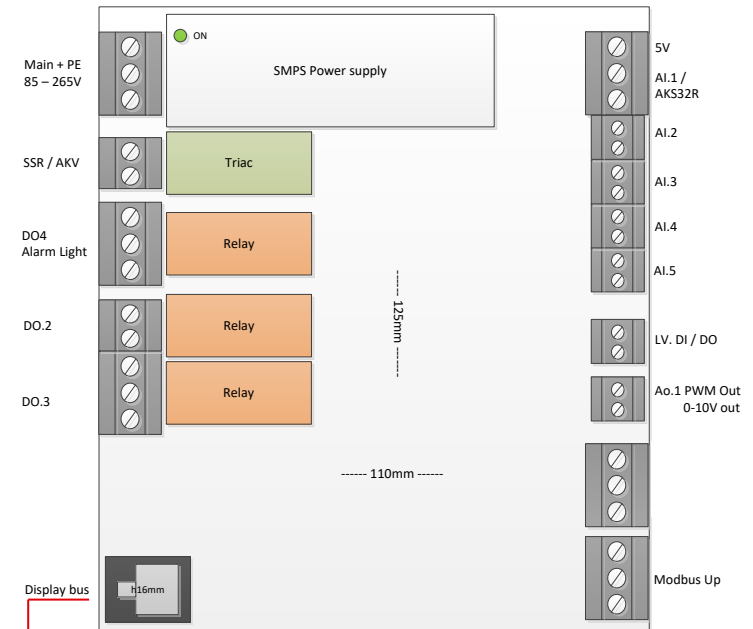 ON
Main + PE
85 – 265V
SMPS Power supply
5V
AI.1 /
AKS32R
AI.2
SSR / AKV
Triac
AI.3
DO4
Alarm Light
Relay
AI.4
AI.5
------ 125mm ------
DO.2
Relay
LV. DI / DO
DO.3
Relay
Ao.1 PWM Out
0-10V out
------ 110mm ------
Display bus
h16mm
Modbus Up